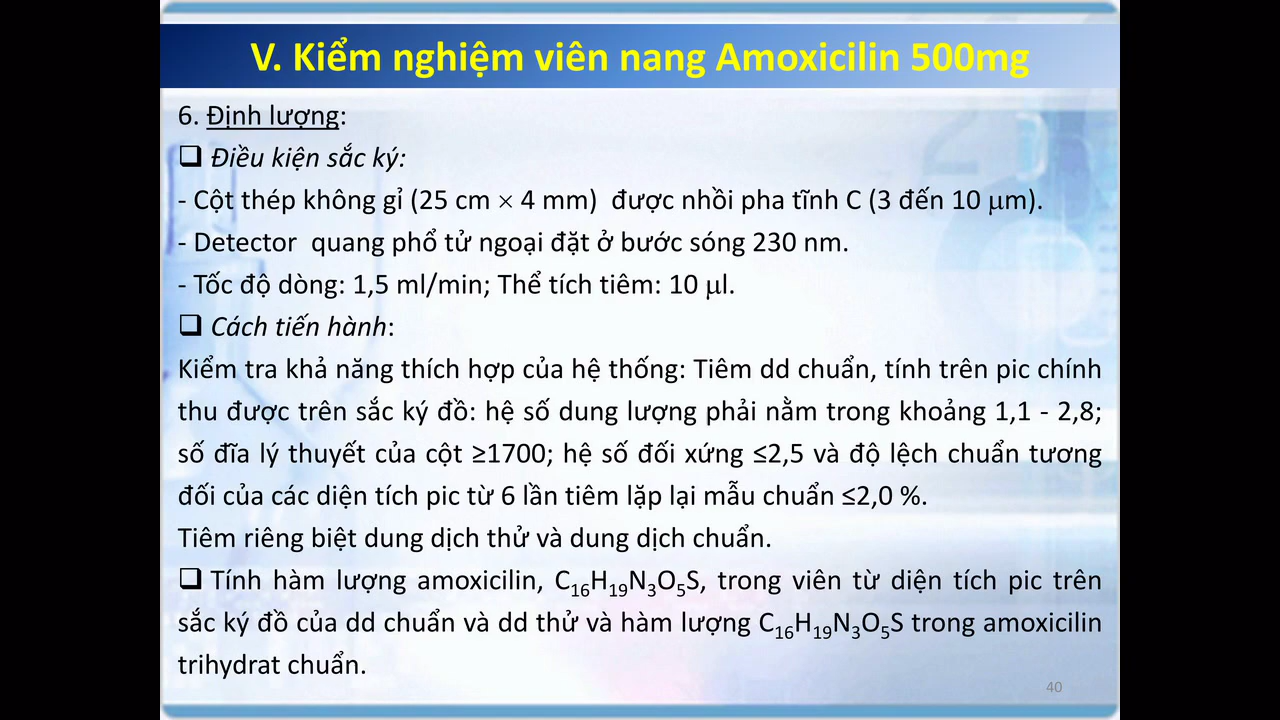 V. Kiểm nghiệm viên nang Amoxicilin 500mg
6. Định lượng:
❑ Điều kiện sắc ký:
- Cột thép không gỉ (25 cm × 4 mm) được nhồi pha tĩnh C (3 đến 10 μm).
- Detector quang phổ tử ngoại đặt ở bước sóng 230 nm.
- Tốc độ dòng: 1,5 ml/min; Thể tích tiêm: 10 μl.
❑ Cách tiến hành:
Kiểm tra khả năng thích hợp của hệ thống: Tiêm dd chuẩn, tính trên pic chính
thu được trên sắc ký đồ: hệ số dung lượng phải nằm trong khoảng 1,1 - 2,8;
số đĩa lý thuyết của cột ≥1700; hệ số đối xứng ≤2,5 và độ lệch chuẩn tương
đối của các diện tích pic từ 6 lần tiêm lặp lại mẫu chuẩn ≤2,0 %.
Tiêm riêng biệt dung dịch thử và dung dịch chuẩn.
❑ Tính hàm lượng amoxicilin, C₁₆H₁₉N₃O₅S, trong viên từ diện tích pic trên
sắc ký đồ của dd chuẩn và dd thử và hàm lượng C₁₆H₁₉N₃O₅S trong amoxicilin
trihydrat chuẩn.
40